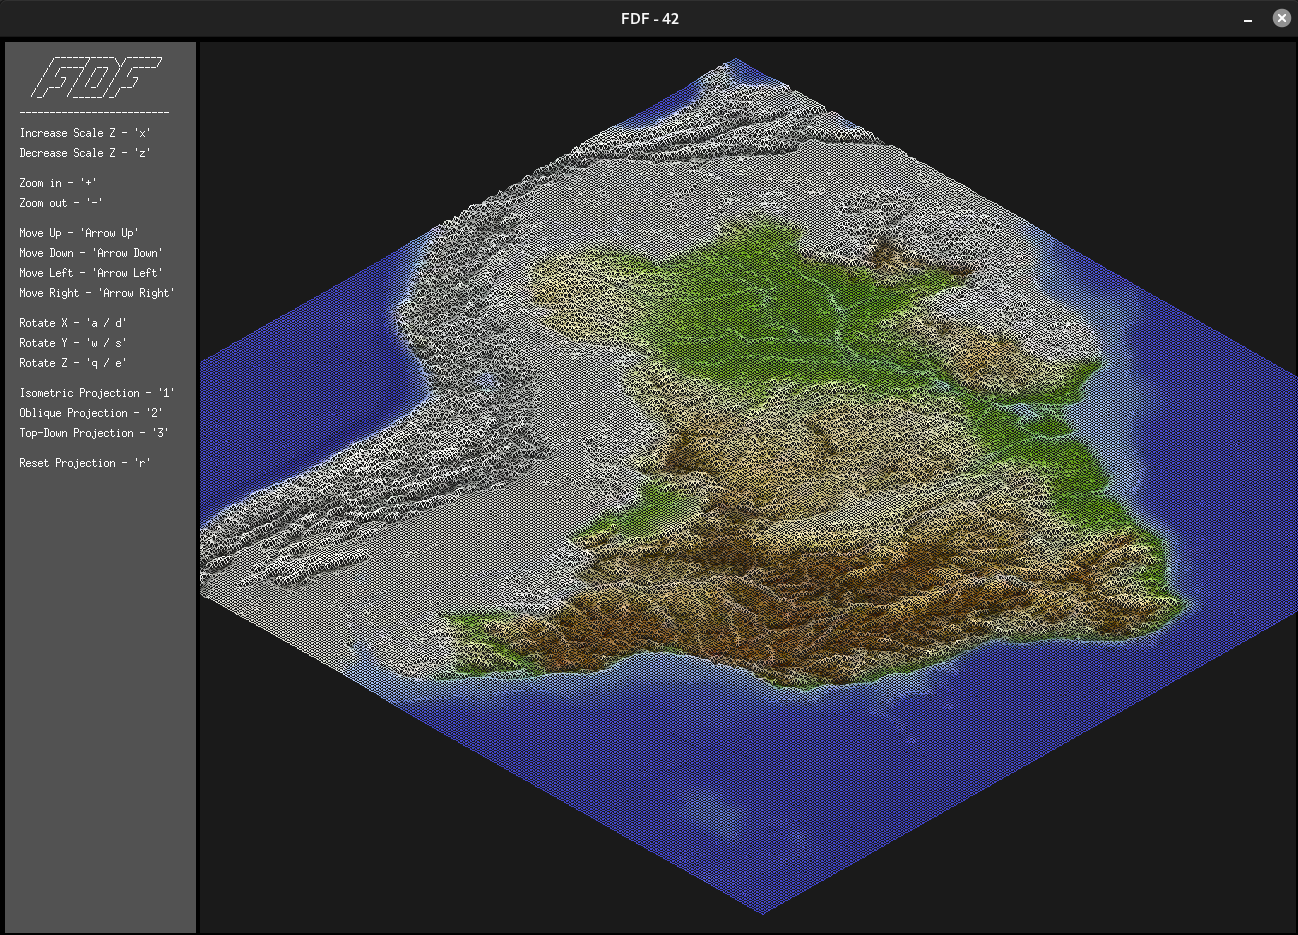 FDF - 42
FDF
-------------------------
Increase Scale Z - 'x'
Decrease Scale Z - 'z'
Zoom in - '+'
Zoom out - '-'
Move Up - 'Arrow Up'
Move Down - 'Arrow Down'
Move Left - 'Arrow Left'
Move Right - 'Arrow Right'
Rotate X - 'a / d'
Rotate Y - 'w / s'
Rotate Z - 'q / e'
Isometric Projection - '1'
Oblique Projection - '2'
Top-Down Projection - '3'
Reset Projection - 'r'